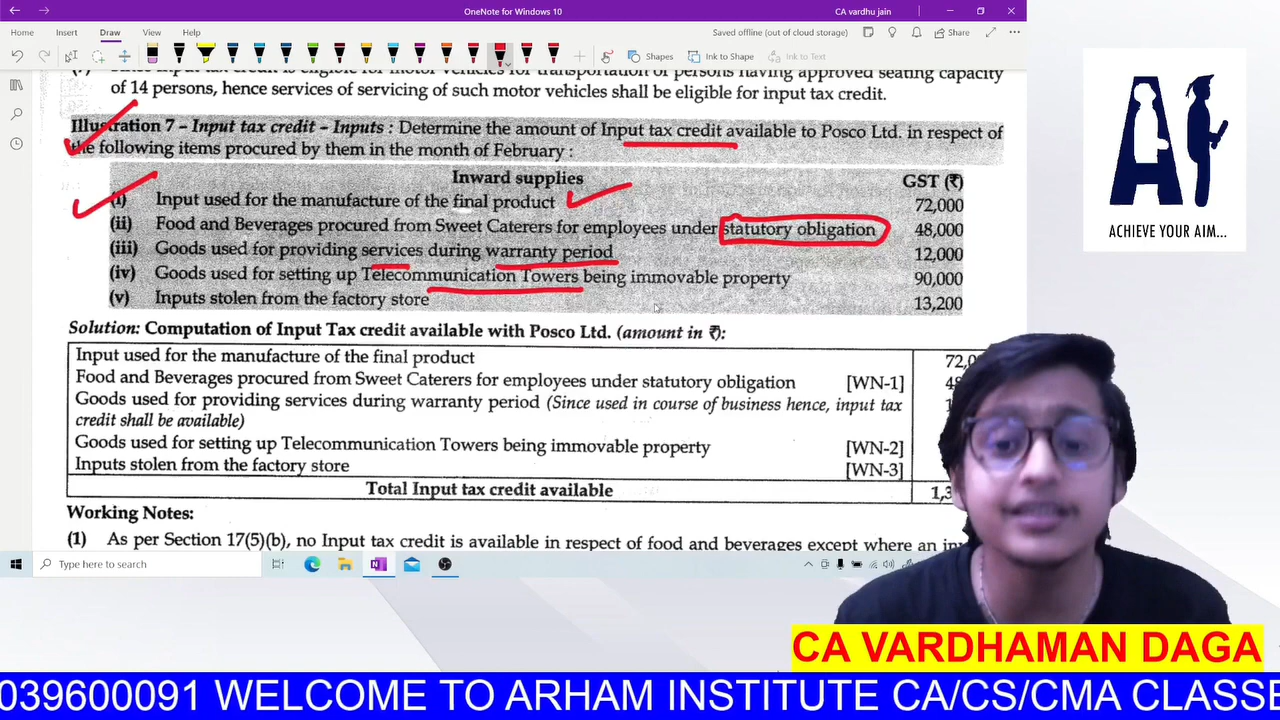 OneNote for Windows 10
CA vardhu jain
Home Insert Draw View Help
Saved offline (out of cloud storage)
Share
Shapes
Ink to Shape
Ink to Text
of 14 persons, hence services of servicing of such motor vehicles shall be eligible for input tax credit.
Illustration 7 – Input tax credit – Inputs : Determine the amount of Input tax credit available to Posco Ltd. in respect of
the following items procured by them in the month of February :
Inward supplies GST (₹)
(i) Input used for the manufacture of the final product 72,000
(ii) Food and Beverages procured from Sweet Caterers for employees under statutory obligation 48,000
(iii) Goods used for providing services during warranty period 12,000
(iv) Goods used for setting up Telecommunication Towers being immovable property 90,000
(v) Inputs stolen from the factory store 13,200
Solution: Computation of Input Tax credit available with Posco Ltd. (amount in ₹):
Input used for the manufacture of the final product
Food and Beverages procured from Sweet Caterers for employees under statutory obligation [WN-1]
Goods used for providing services during warranty period (Since used in course of business hence, input tax
credit shall be available)
Goods used for setting up Telecommunication Towers being immovable property [WN-2]
Inputs stolen from the factory store [WN-3]
Total Input tax credit available
Working Notes:
(1) As per Section 17(5)(b), no Input tax credit is available in respect of food and beverages except where an
Type here to search
ACHIEVE YOUR AIM...
CA VARDHAMAN DAGA
039600091 WELCOME TO ARHAM INSTITUTE CA/CS/CMA CLASSE